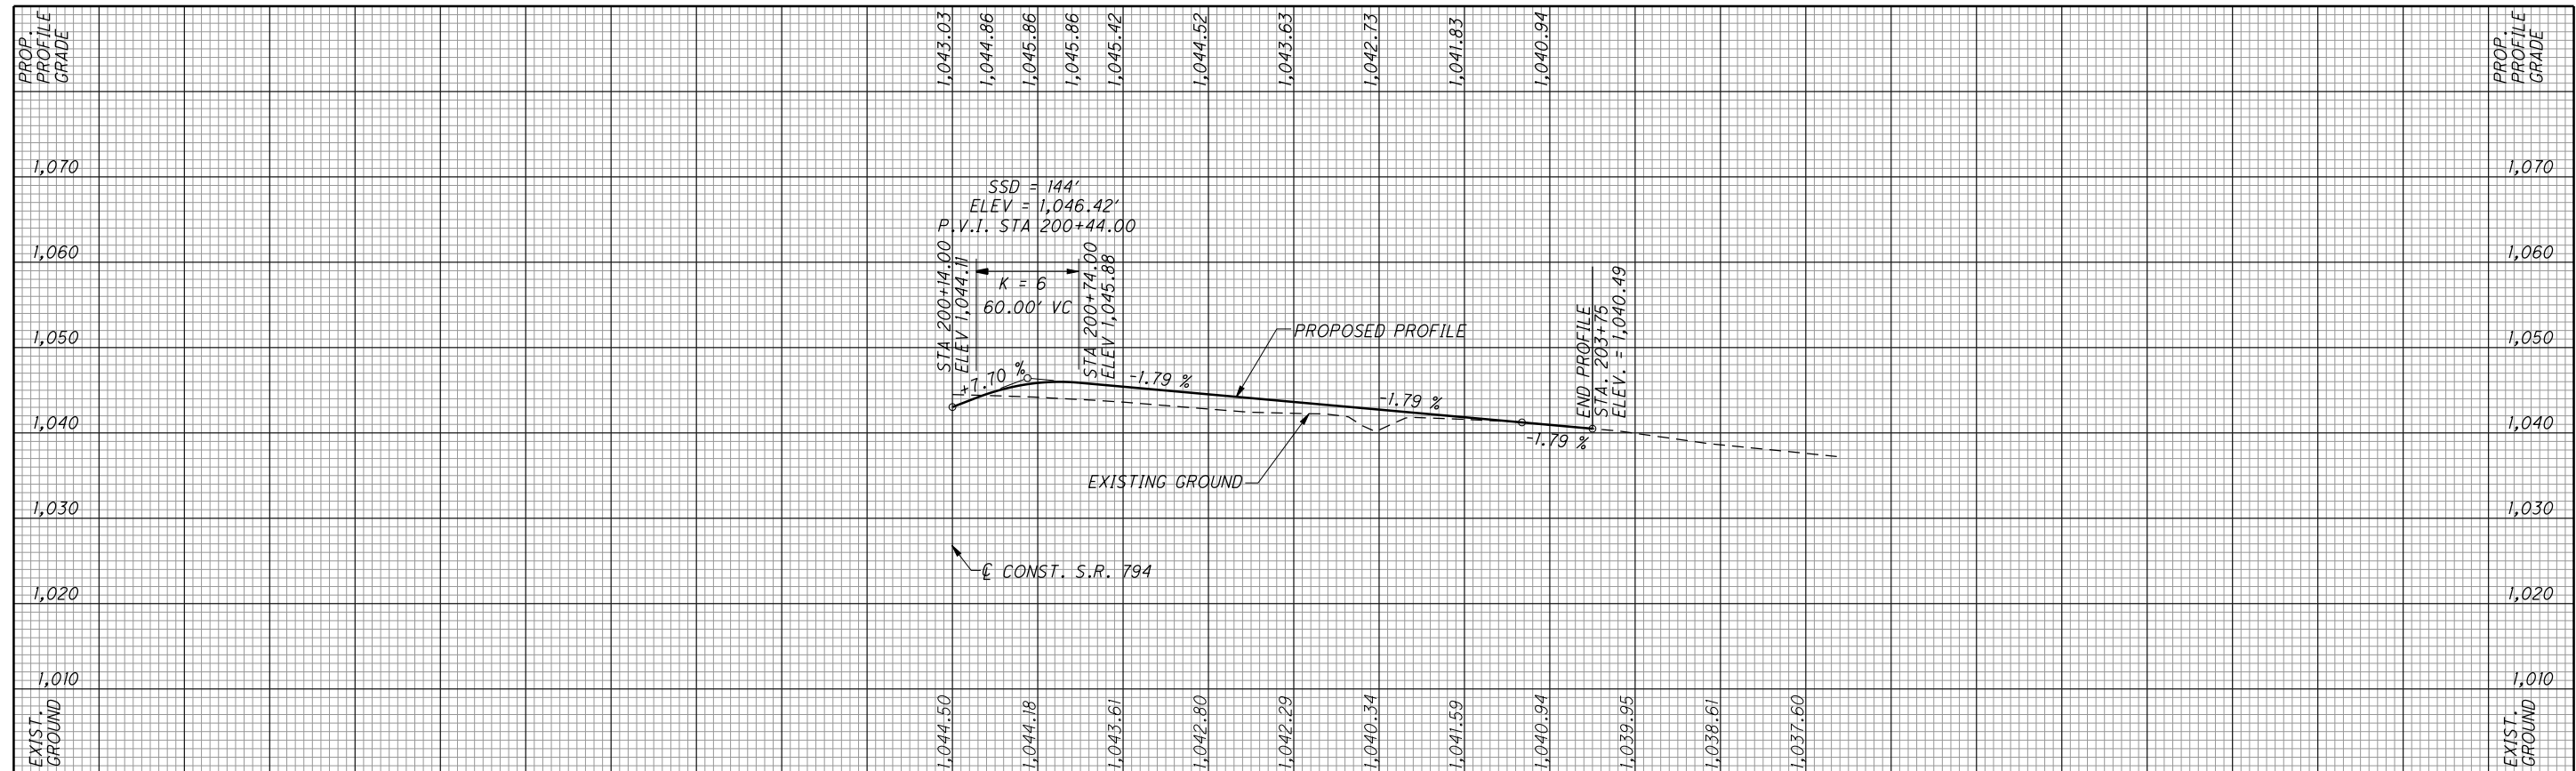 PROP.
PROFILE
GRADE
1,043.03
1,044.86
1,045.86
1,045.86
1,045.42
1,044.52
1,043.63
1,042.73
1,041.83
1,040.94
PROP.
PROFILE
GRADE
1,070
1,070
SSD = 144'
ELEV = 1,046.42'
P.V.I. STA 200+44.00
1,060
1,060
STA 200+14.00
ELEV 1,044.11
K = 6
60.00' VC
STA 200+74.00
ELEV 1,045.88
END PROFILE
STA. 203+75
ELEV. = 1,040.49
PROPOSED PROFILE
1,050
1,050
+7.70 %
-1.79 %
-1.79 %
-1.79 %
1,040
1,040
EXISTING GROUND
1,030
1,030
℄ CONST. S.R. 794
1,020
1,020
1,010
1,010
EXIST.
GROUND
1,044.50
1,044.18
1,043.61
1,042.80
1,042.29
1,040.34
1,041.59
1,040.94
1,039.95
1,038.61
1,037.60
EXIST.
GROUND